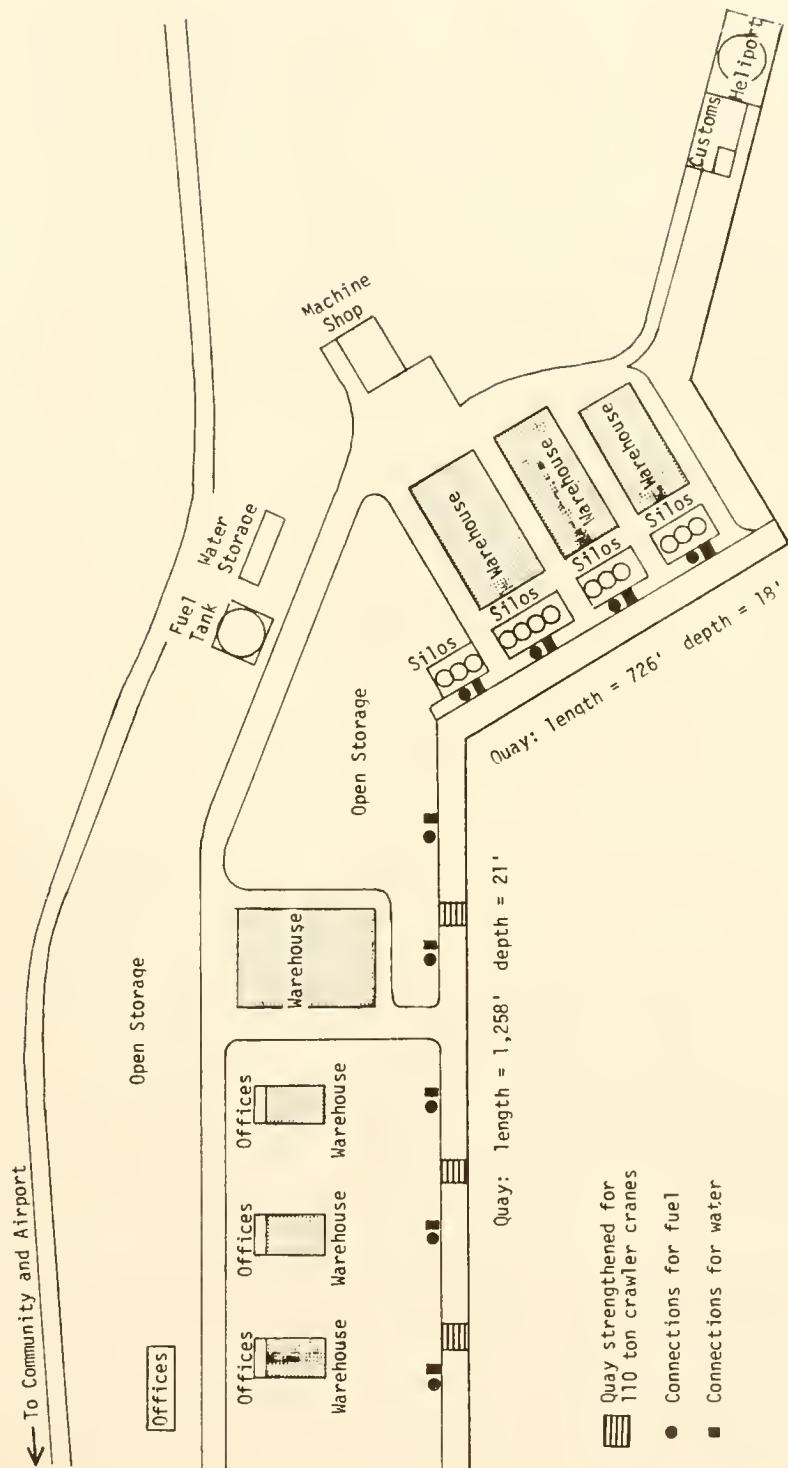 To Community and Airport
Offices
Open Storage
Fuel
Tank
Water
Storage
Machine
Shop
Offices
Warehouse
Offices
Warehouse
Offices
Warehouse
Warehouse
Open Storage
Silos
Silos
Silos
Silos
Warehouse
Warehouse
Warehouse
Customs
Heliport
Quay: length = 1,258' depth = 21'
Quay: length = 726' depth = 18'
Quay strengthened for
110 ton crawler cranes
Connections for fuel
Connections for water